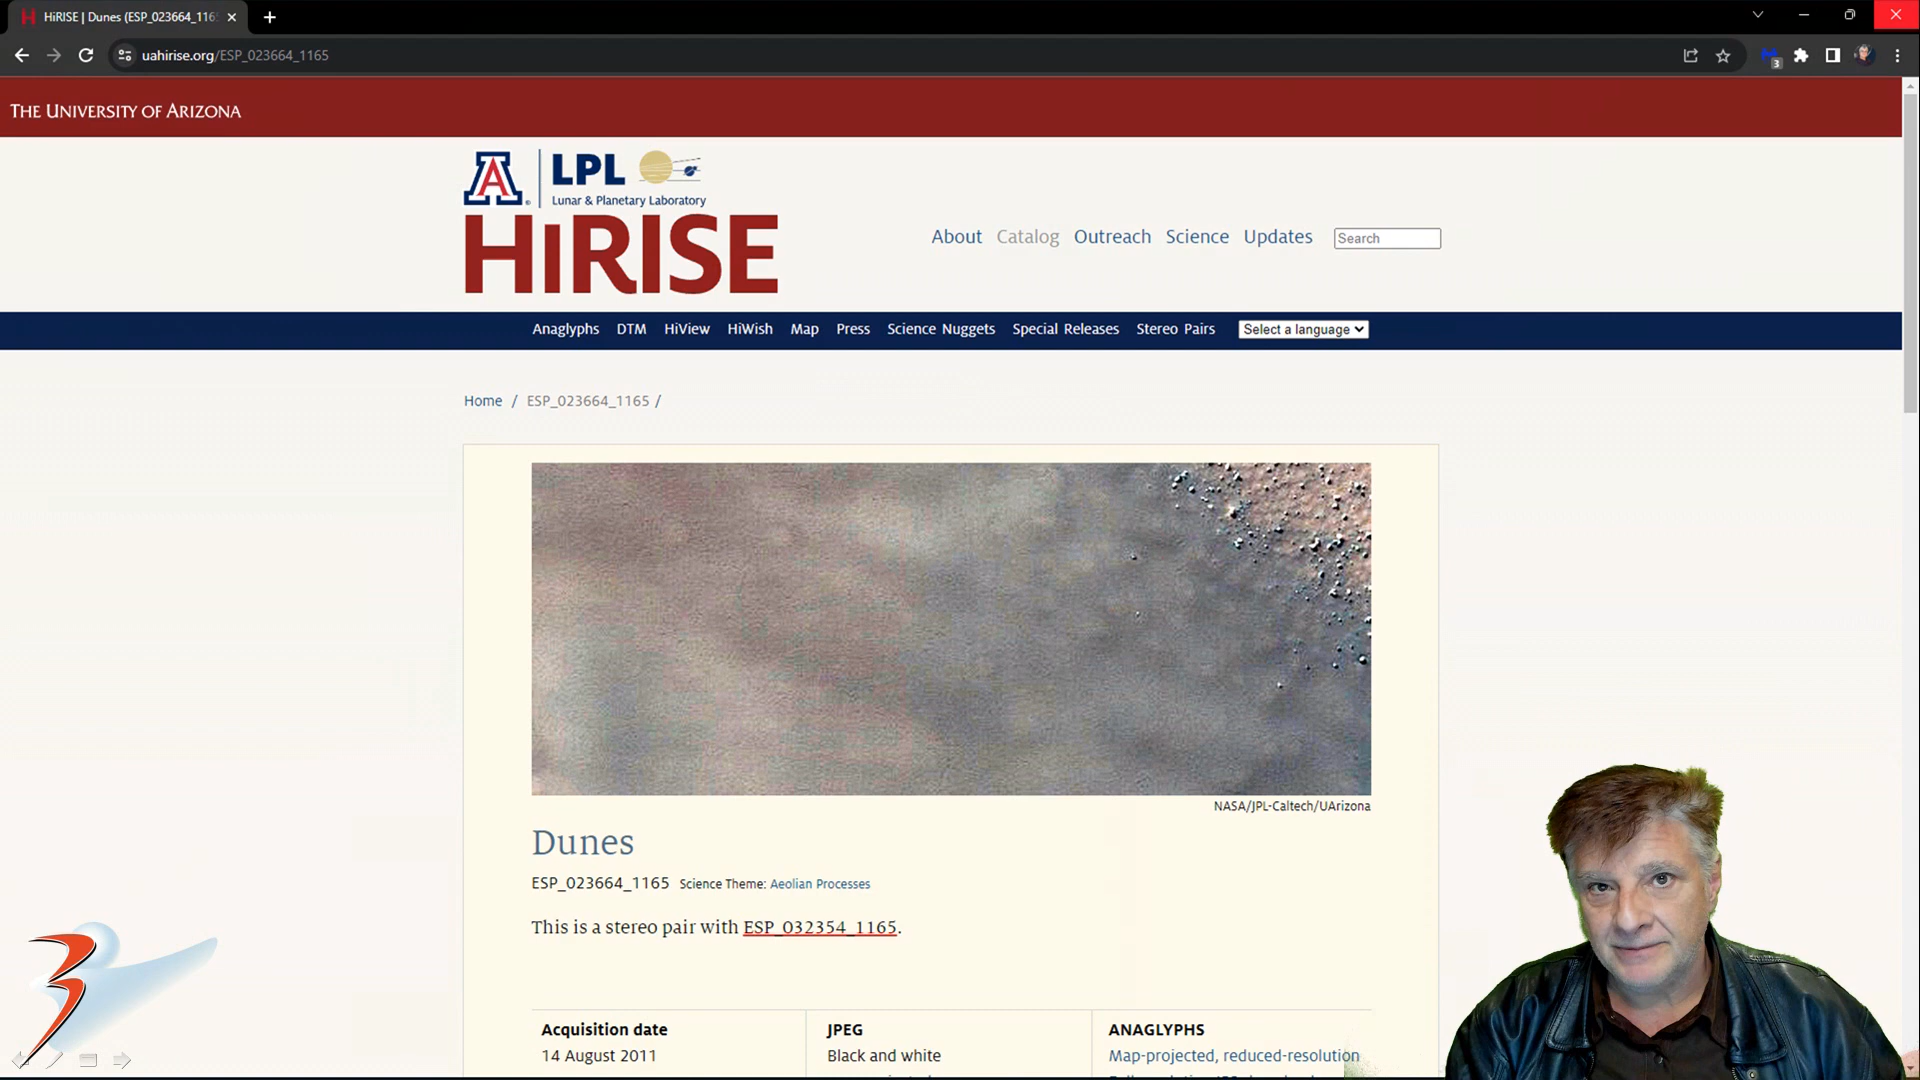 HiRISE | Dunes (ESP_023664_116
uahirise.org/ESP_023664_1165
3
THE UNIVERSITY OF ARIZONA
A
LPL
Lunar & Planetary Laboratory
HiRISE
About Catalog Outreach Science Updates Search
Anaglyphs DTM HiView HiWish Map Press Science Nuggets Special Releases Stereo Pairs Select a language
Home / ESP_023664_1165 /
NASA/JPL-Caltech/UArizona
Dunes
ESP_023664_1165 Science Theme: Aeolian Processes
This is a stereo pair with ESP_032354_1165.
Acquisition date JPEG ANAGLYPHS
14 August 2011 Black and white Map-projected, reduced-resolution